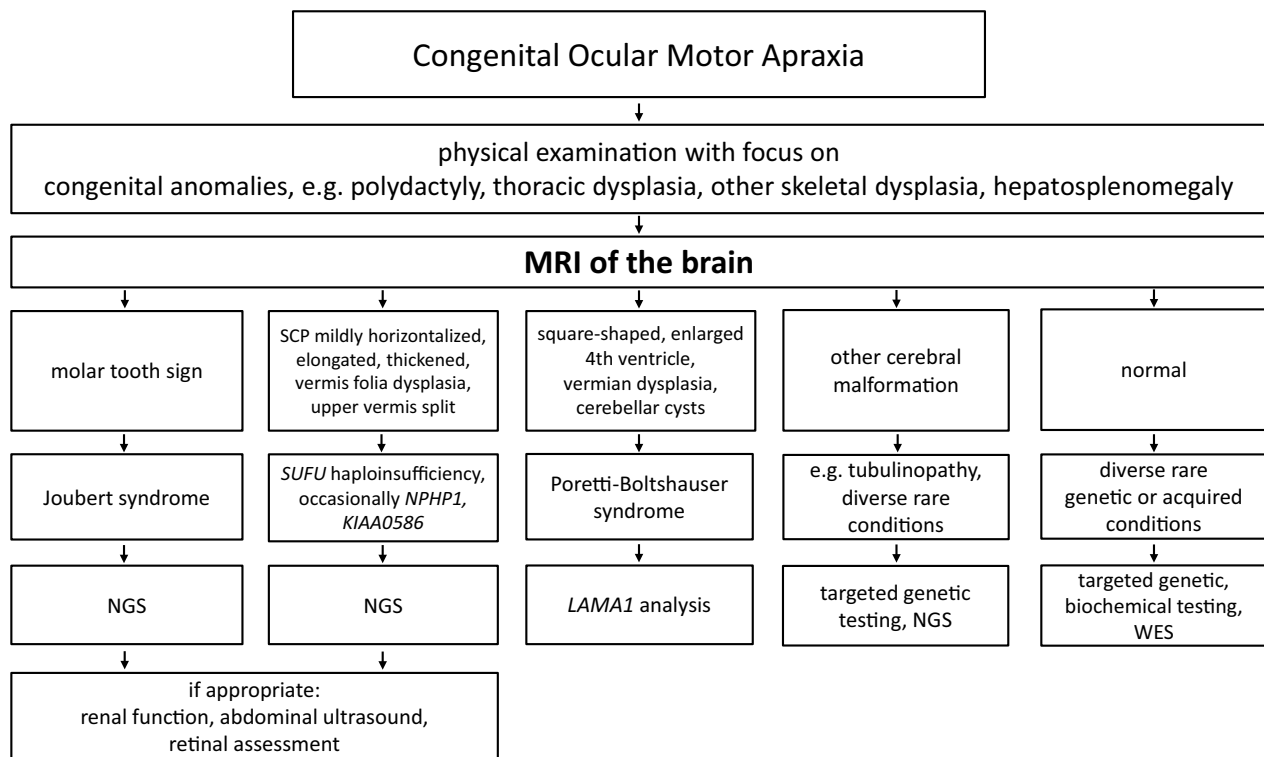 Congenital Ocular Motor Apraxia
physical examination with focus on
congenital anomalies, e.g. polydactyly, thoracic dysplasia, other skeletal dysplasia, hepatosplenomegaly
MRI of the brain
molar tooth sign
SCP mildly horizontalized,
elongated, thickened,
vermis folia dysplasia,
upper vermis split
square-shaped, enlarged
4th ventricle,
vermian dysplasia,
cerebellar cysts
other cerebral
malformation
normal
Joubert syndrome
SUFU haploinsufficiency,
occasionally NPHP1,
KIAA0586
Poretti-Boltshauser
syndrome
e.g. tubulinopathy,
diverse rare
conditions
diverse rare
genetic or acquired
conditions
NGS
NGS
LAMA1 analysis
targeted genetic
testing, NGS
targeted genetic,
biochemical testing,
WES
if appropriate:
renal function, abdominal ultrasound,
retinal assessment